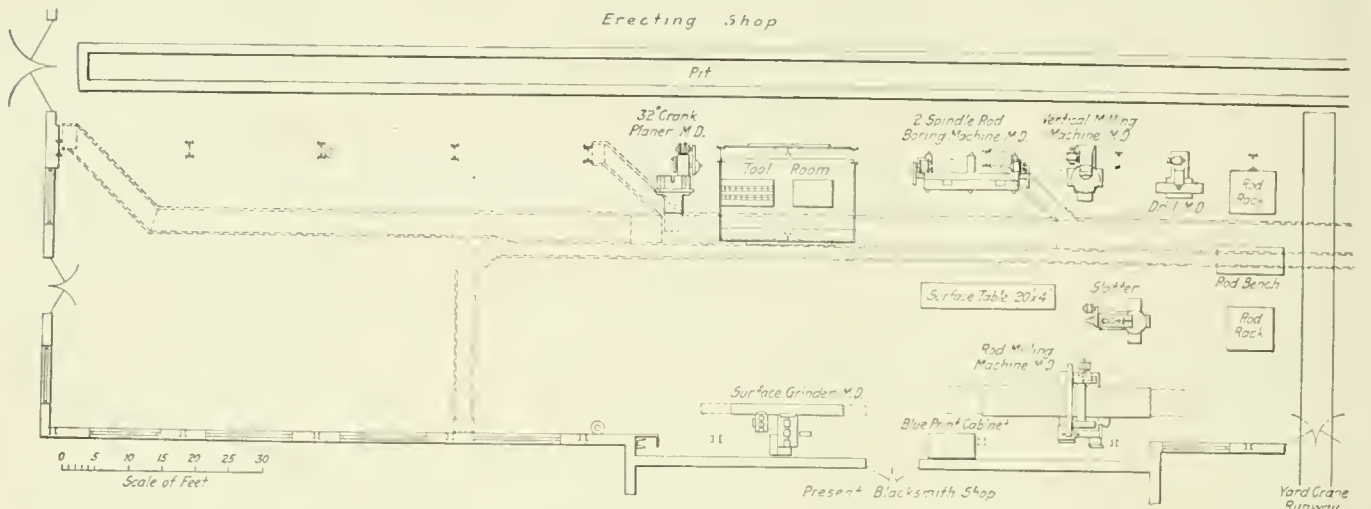 Erecting Shop
Pit
32" Crank
Planer M.D.
2 Spindle Rod
Boring Machine M.D.
Vertical Milling
Machine M.D
Tool Room
Drill M.D
Rod
Rack
Rod Bench
Surface Table 20'x4'
Slotter
Rod
Rack
Rod Milling
Machine M.D
Surface Grinder M.D.
Blue Print Cabinet
0 5 10 15 20 25 30
Scale of Feet
Present Blacksmith Shop
Yard Crane
Runway